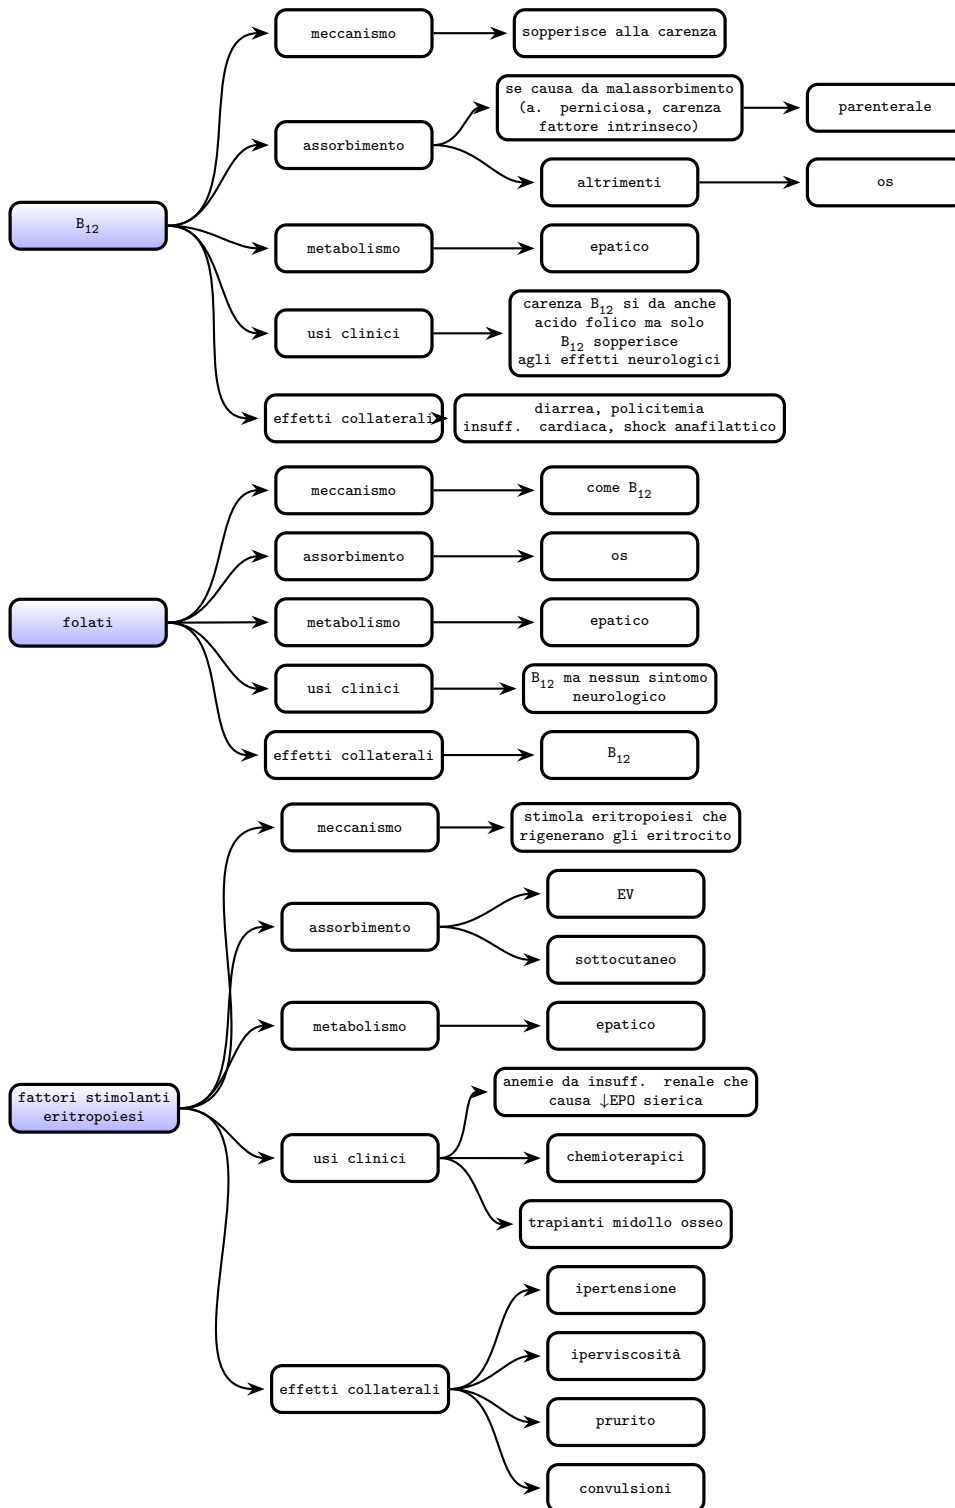 B12
meccanismo
sopperisce alla carenza
assorbimento
se causa da malassorbimento
(a. perniciosa, carenza
fattore intrinseco)
parenterale
altrimenti
os
metabolismo
epatico
usi clinici
carenza B12 si da anche
acido folico ma solo
B12 sopperisce
agli effetti neurologici
effetti collaterali
diarrea, policitemia
insuff. cardiaca, shock anafilattico
folati
meccanismo
come B12
assorbimento
os
metabolismo
epatico
usi clinici
B12 ma nessun sintomo
neurologico
effetti collaterali
B12
fattori stimolanti
eritropoiesi
meccanismo
stimola eritropoiesi che
rigenerano gli eritrocito
assorbimento
EV
sottocutaneo
metabolismo
epatico
usi clinici
anemie da insuff. renale che
causa ↓EPO sierica
chemioterapici
trapianti midollo osseo
effetti collaterali
ipertensione
iperviscosità
prurito
convulsioni